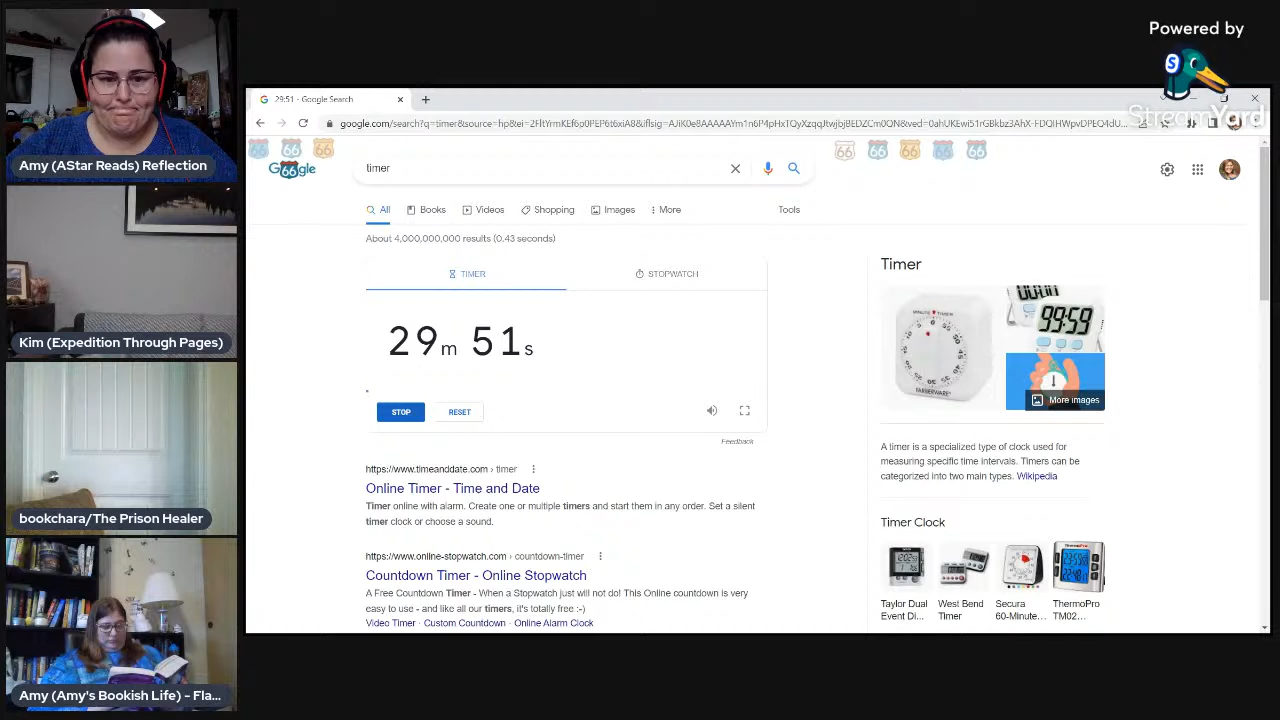 Powered by
StreamYard
Amy (AStar Reads) Reflection
Kim (Expedition Through Pages)
bookchara/The Prison Healer
Amy (Amy's Bookish Life) - Fla...
29:51 - Google Search
timer
All
Books
Videos
Shopping
Images
More
Tools
About 4,000,000,000 results (0.43 seconds)
TIMER
STOPWATCH
29m 51s
STOP
RESET
Feedback
https://www.timeanddate.com › timer
Online Timer - Time and Date
Timer online with alarm. Create one or multiple timers and start them in any order. Set a silent
timer clock or choose a sound.
https://www.online-stopwatch.com › countdown-timer
Countdown Timer - Online Stopwatch
A Free Countdown Timer - When a Stopwatch just will not do! This Online countdown is very
easy to use - and like all our timers, it's totally free :-)
Video Timer · Custom Countdown · Online Alarm Clock
Timer
99:59
More images
A timer is a specialized type of clock used for
measuring specific time intervals. Timers can be
categorized into two main types. Wikipedia
Timer Clock
Taylor Dual
Event Di...
West Bend
Timer
Secura
60-Minute...
ThermoPro
TM02...